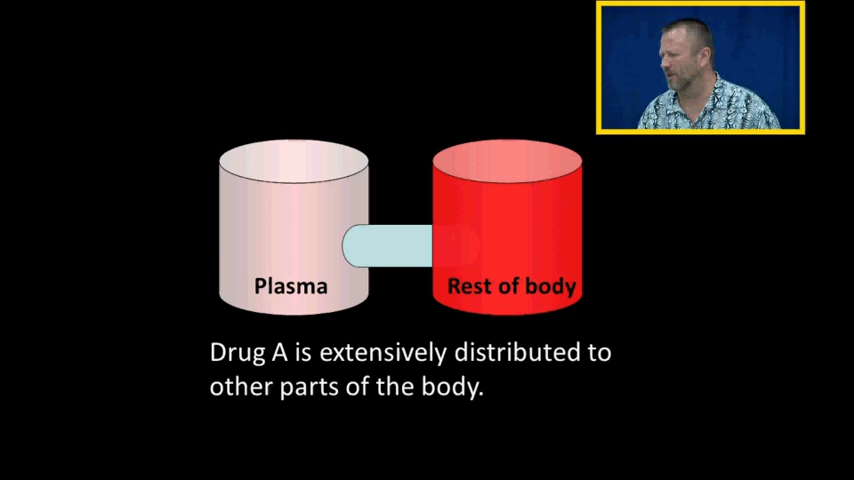 Plasma
Rest of body
Drug A is extensively distributed to
other parts of the body.